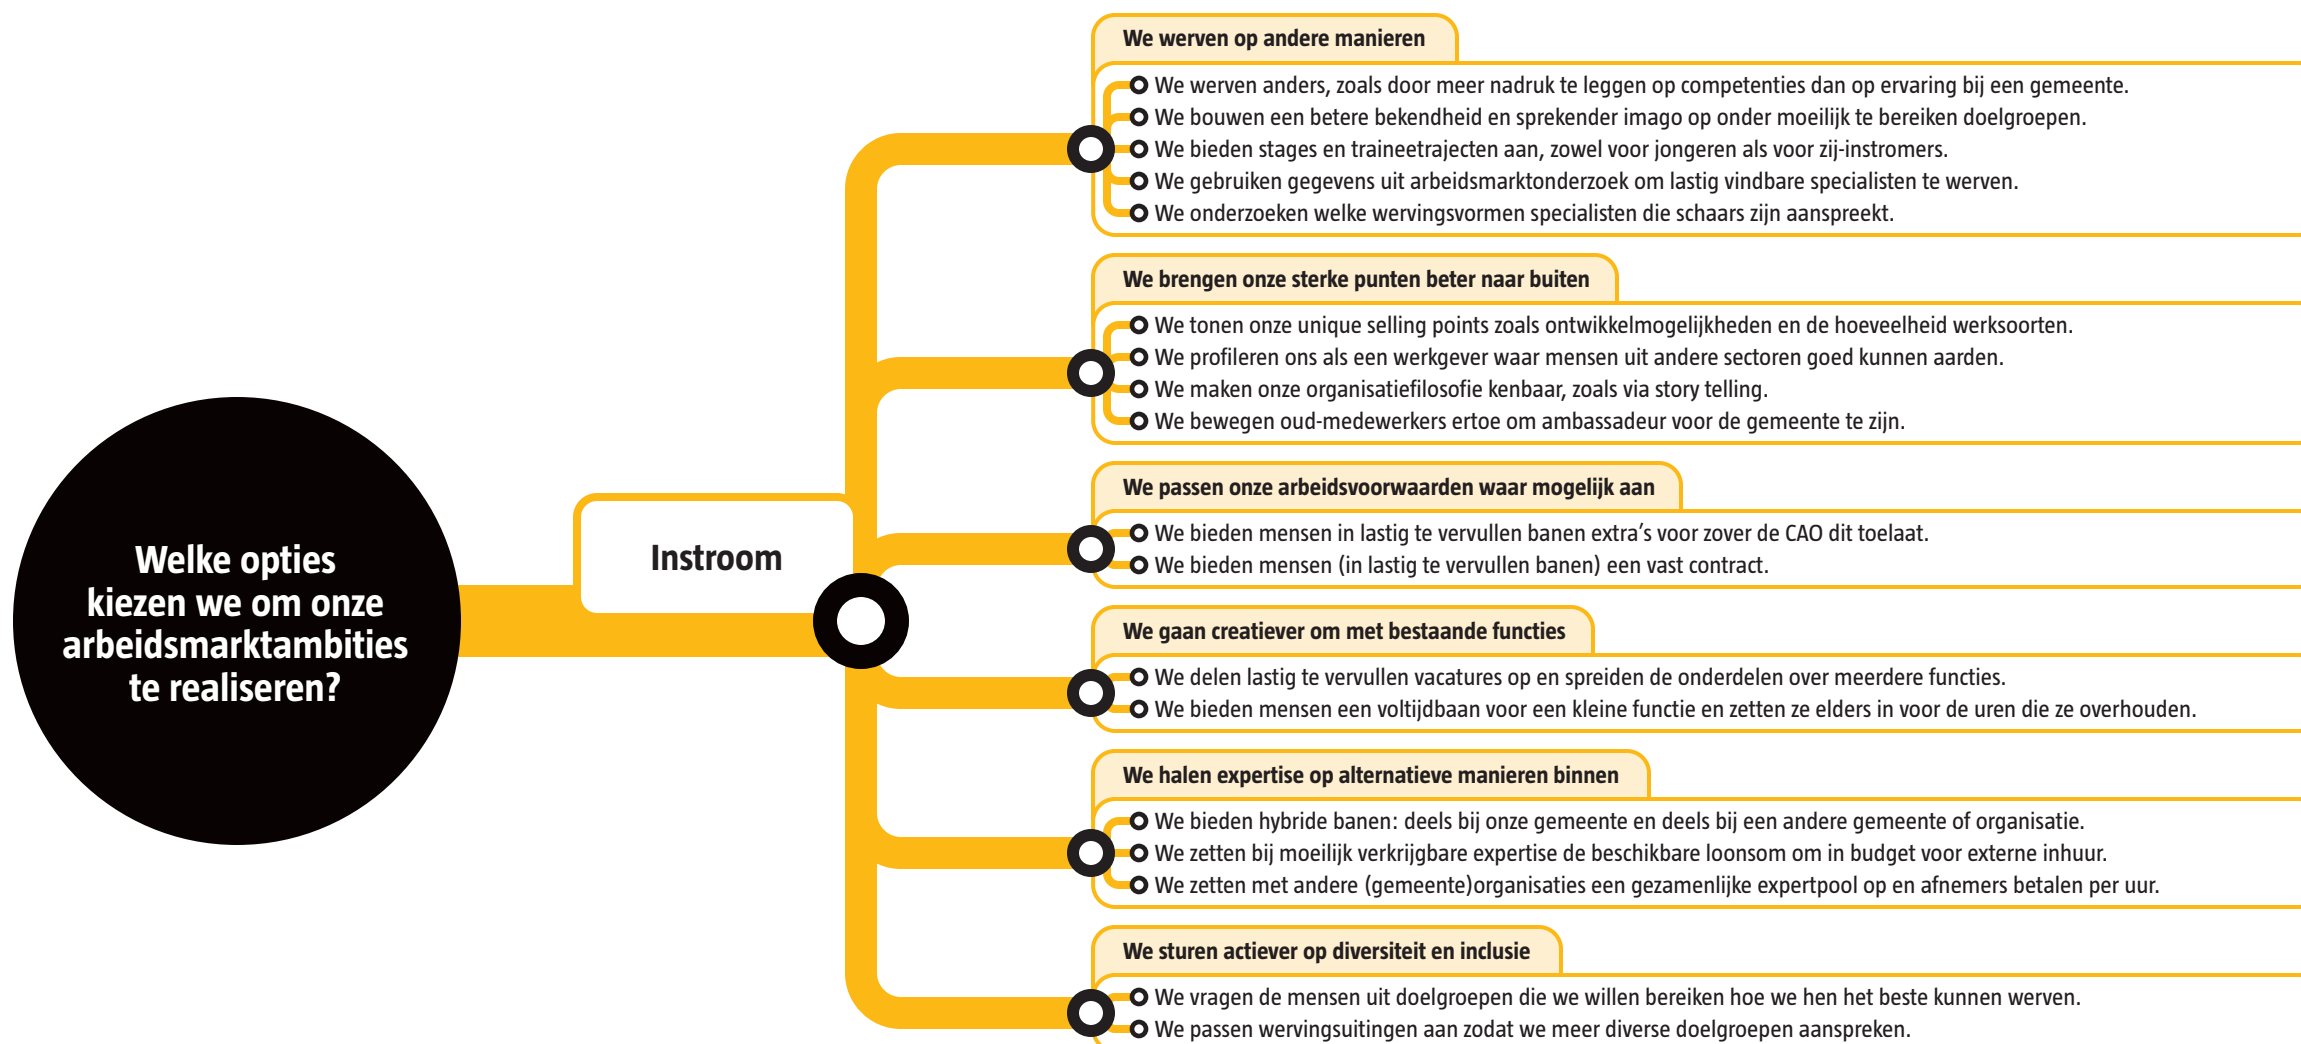 Welke opties
kiezen we om onze
arbeidsmarktambities
te realiseren?
Instroom
We werven op andere manieren
We werven anders, zoals door meer nadruk te leggen op competenties dan op ervaring bij een gemeente.
We bouwen een betere bekendheid en sprekender imago op onder moeilijk te bereiken doelgroepen.
We bieden stages en traineetrajecten aan, zowel voor jongeren als voor zij-instromers.
We gebruiken gegevens uit arbeidsmarktonderzoek om lastig vindbare specialisten te werven.
We onderzoeken welke wervingsvormen specialisten die schaars zijn aanspreekt.
We brengen onze sterke punten beter naar buiten
We tonen onze unique selling points zoals ontwikkelmogelijkheden en de hoeveelheid werksoorten.
We profileren ons als een werkgever waar mensen uit andere sectoren goed kunnen aarden.
We maken onze organisatiefilosofie kenbaar, zoals via story telling.
We bewegen oud-medewerkers ertoe om ambassadeur voor de gemeente te zijn.
We passen onze arbeidsvoorwaarden waar mogelijk aan
We bieden mensen in lastig te vervullen banen extra's voor zover de CAO dit toelaat.
We bieden mensen (in lastig te vervullen banen) een vast contract.
We gaan creatiever om met bestaande functies
We delen lastig te vervullen vacatures op en spreiden de onderdelen over meerdere functies.
We bieden mensen een voltijdbaan voor een kleine functie en zetten ze elders in voor de uren die ze overhouden.
We halen expertise op alternatieve manieren binnen
We bieden hybride banen: deels bij onze gemeente en deels bij een andere gemeente of organisatie.
We zetten bij moeilijk verkrijgbare expertise de beschikbare loonsom om in budget voor externe inhuur.
We zetten met andere (gemeente)organisaties een gezamenlijke expertpool op en afnemers betalen per uur.
We sturen actiever op diversiteit en inclusie
We vragen de mensen uit doelgroepen die we willen bereiken hoe we hen het beste kunnen werven.
We passen wervingsuitingen aan zodat we meer diverse doelgroepen aanspreken.